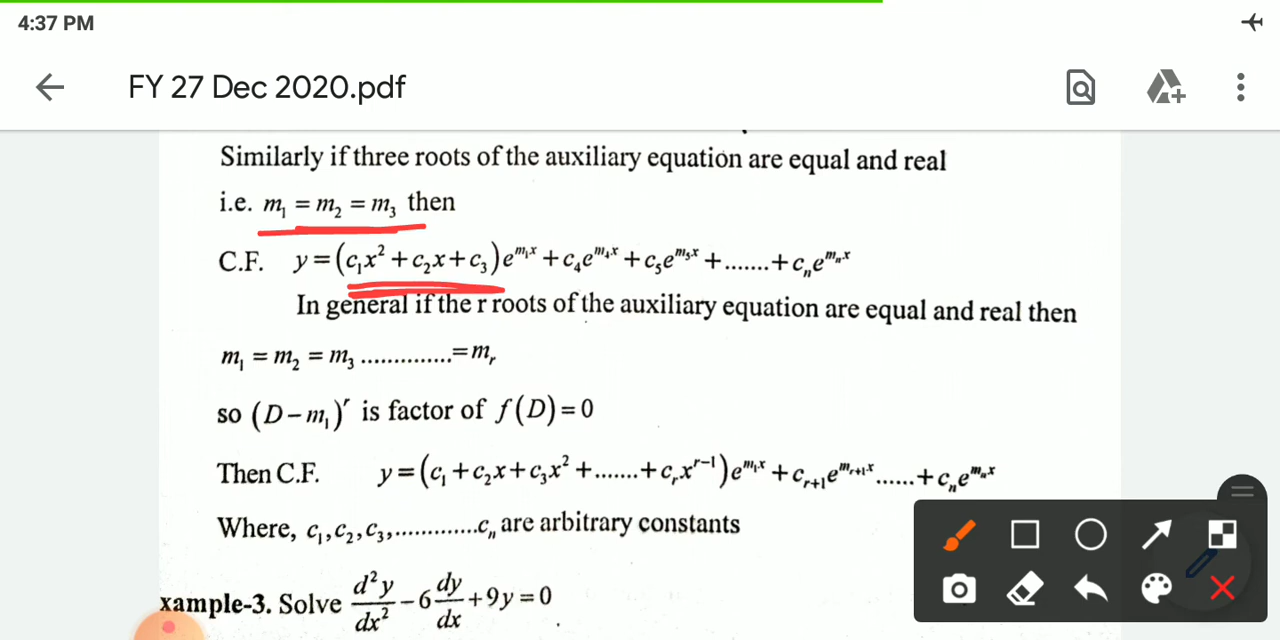 4:37 PM
FY 27 Dec 2020.pdf
Similarly if three roots of the auxiliary equation are equal and real
i.e. m₁ = m₂ = m₃ then
C.F. y = (c₁x² + c₂x + c₃)e^{m₁x} + c₄e^{m₄x} + c₅e^{m₅x} + ....... + cₙe^{mₙx}
In general if the r roots of the auxiliary equation are equal and real then
m₁ = m₂ = m₃ .............. = mᵣ
so (D − m₁)ʳ is factor of f(D) = 0
Then C.F. y = (c₁ + c₂x + c₃x² + ....... + cᵣx^{r−1})e^{m₁x} + c_{r+1}e^{m_{r+1}x} ...... + cₙe^{mₙx}
Where, c₁, c₂, c₃, ............. cₙ are arbitrary constants
xample-3. Solve d²y/dx² − 6 dy/dx + 9y = 0